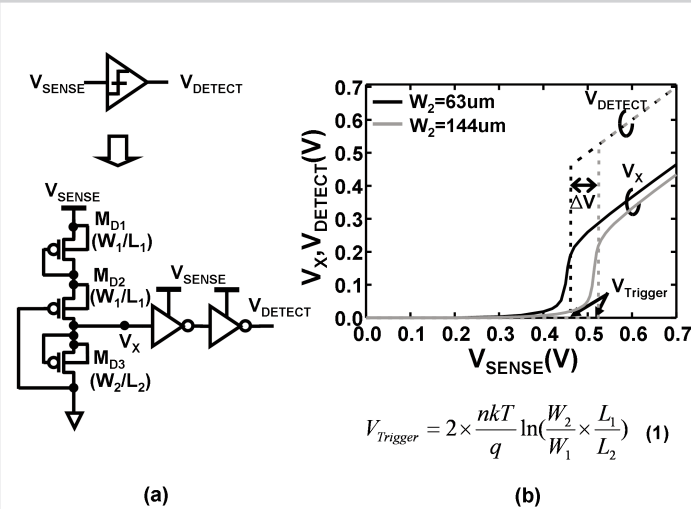 V_SENSE
V_DETECT
V_SENSE
M_D1
(W_1/L_1)
M_D2
(W_1/L_1)
V_SENSE
V_DETECT
V_X
M_D3
(W_2/L_2)
(a)
V_X,V_DETECT(V)
0.7
0.6
0.5
0.4
0.3
0.2
0.1
0.0
W_2=63um
W_2=144um
V_DETECT
V_X
ΔV
V_Trigger
0.0 0.1 0.2 0.3 0.4 0.5 0.6 0.7
V_SENSE(V)
V_Trigger = 2 × nkT/q ln(W_2/W_1 × L_1/L_2) (1)
(b)